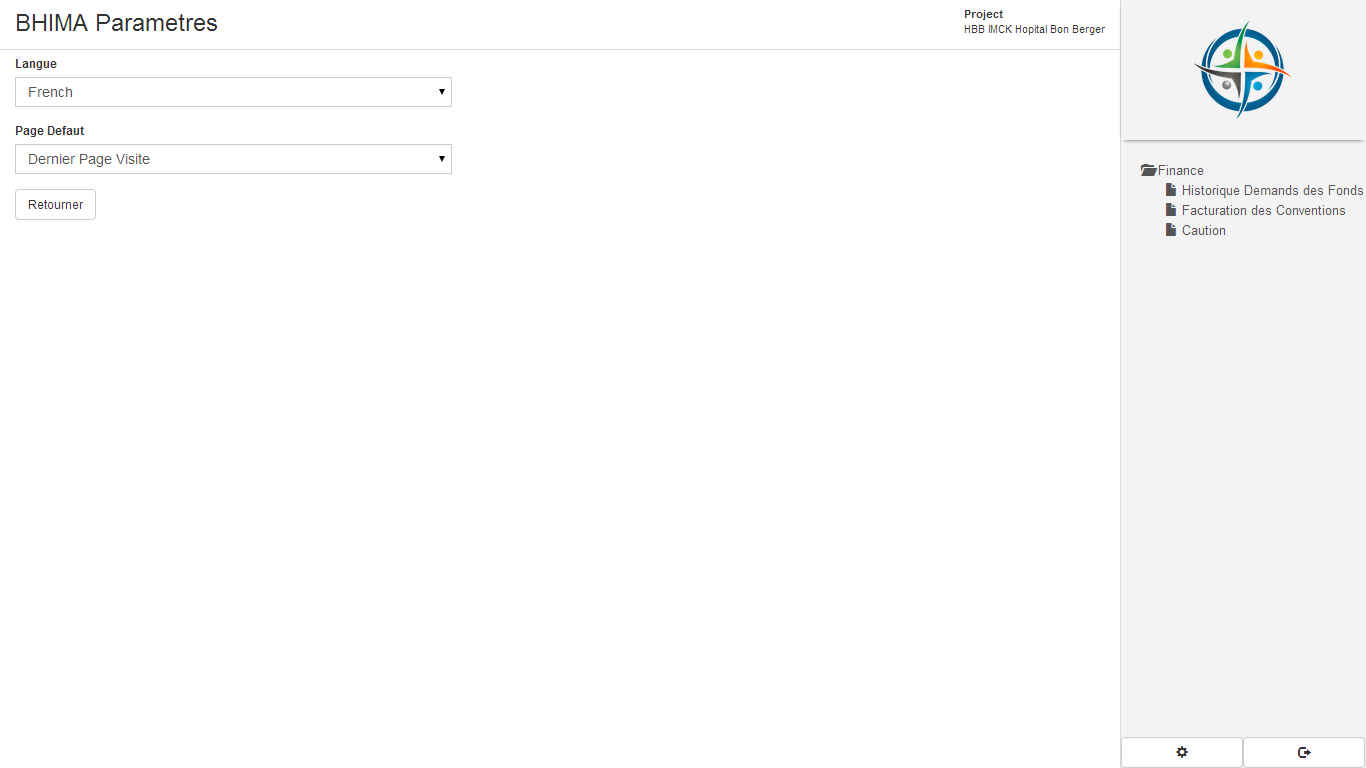 BHIMA Parametres
Project
HBB IMCK Hopital Bon Berger
Langue
French
Page Defaut
Dernier Page Visite
Retourner
Finance
Historique Demands des Fonds
Facturation des Conventions
Caution